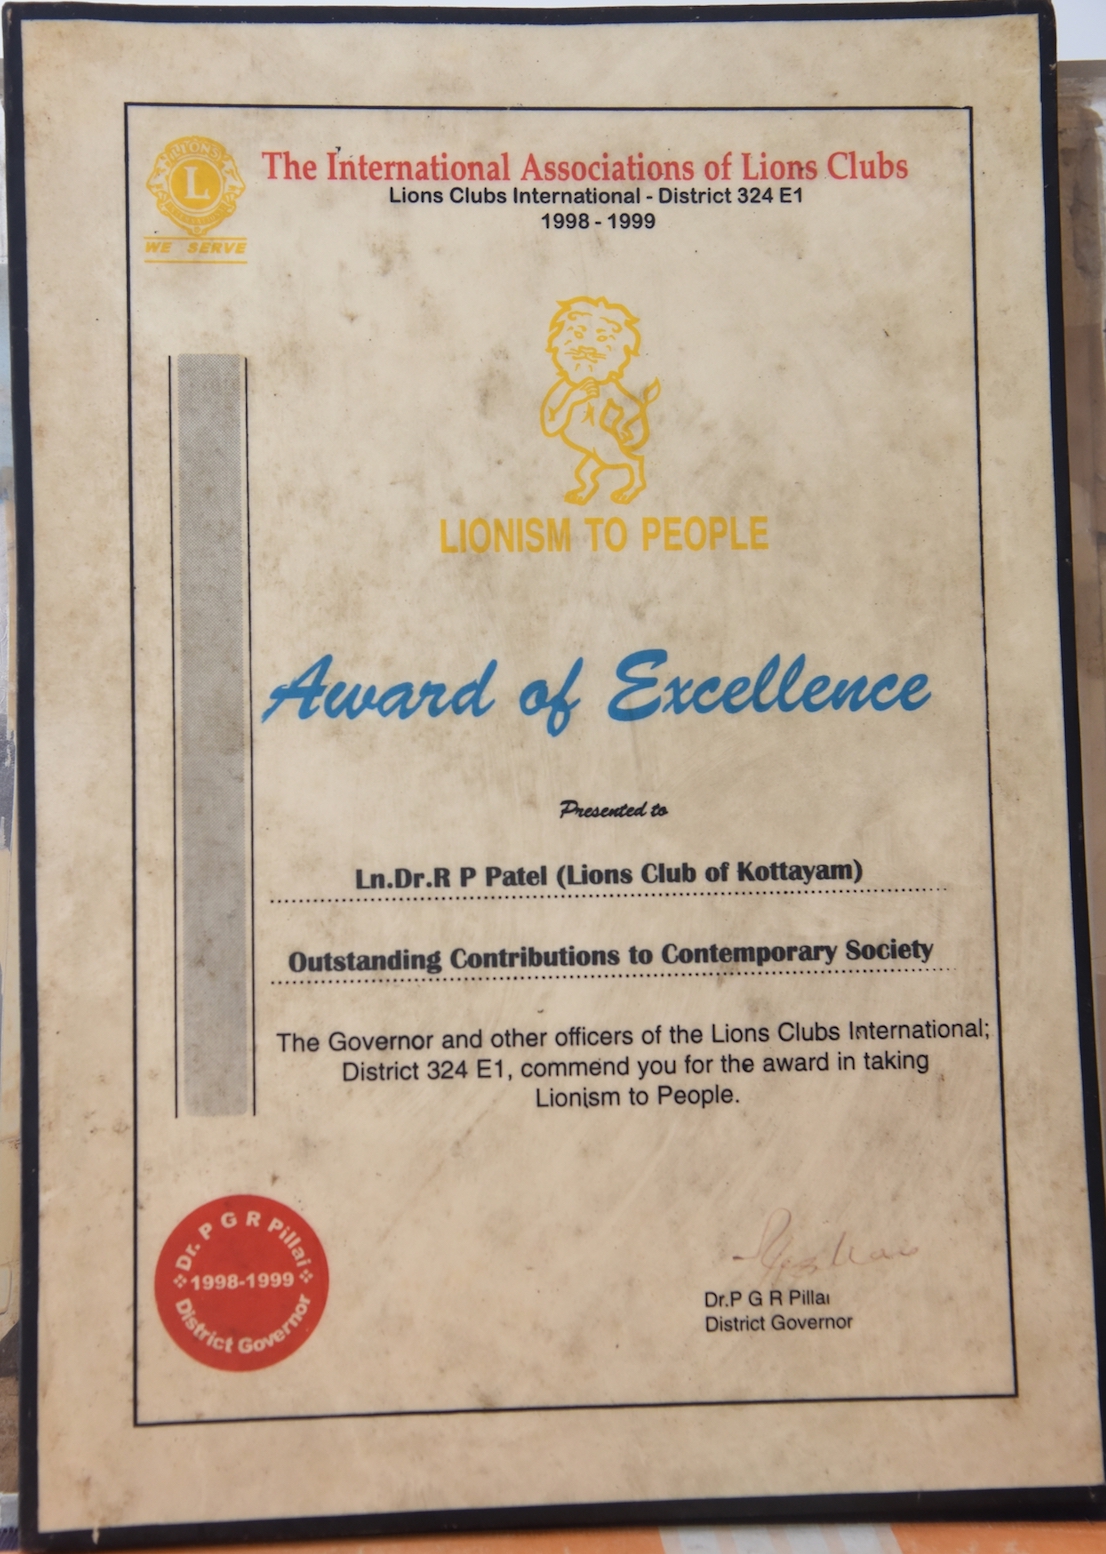 LIONS
L
INTERNATIONAL
WE SERVE
The International Associations of Lions Clubs
Lions Clubs International - District 324 E1
1998 - 1999
LIONISM TO PEOPLE
Award of Excellence
Presented to
Ln.Dr.R P Patel (Lions Club of Kottayam)
Outstanding Contributions to Contemporary Society
The Governor and other officers of the Lions Clubs International;
District 324 E1, commend you for the award in taking
Lionism to People.
Dr. P G R Pillai
1998-1999
District Governor
Dr.P G R Pillai
District Governor